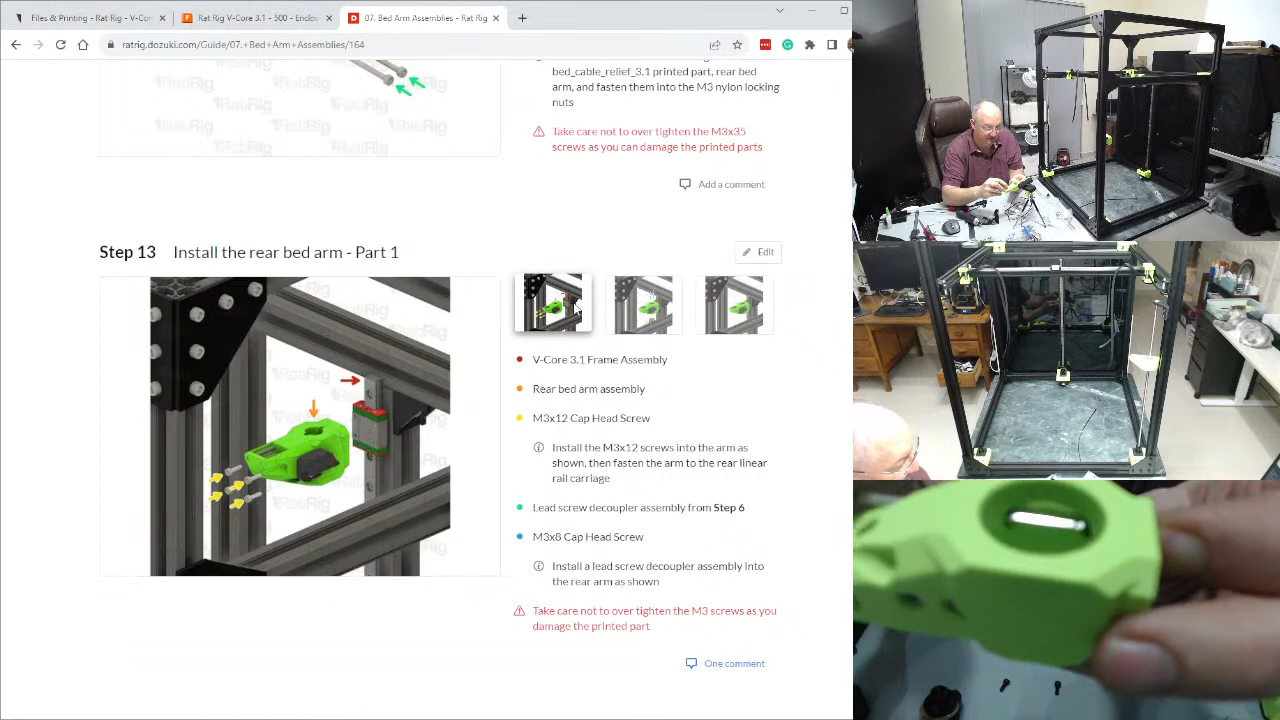 Files & Printing - Rat Rig - V-Co
Rat Rig V-Core 3.1 - 500 - Enclos
07. Bed Arm Assemblies - Rat Rig
ratrig.dozuki.com/Guide/07.+Bed+Arm+Assemblies/164
bed_cable_relief_3.1 printed part, rear bed
arm, and fasten them into the M3 nylon locking
nuts
Take care not to over tighten the M3x35
screws as you can damage the printed parts
Add a comment
Step 13 Install the rear bed arm - Part 1
Edit
V-Core 3.1 Frame Assembly
Rear bed arm assembly
M3x12 Cap Head Screw
Install the M3x12 screws into the arm as
shown, then fasten the arm to the rear linear
rail carriage
Lead screw decoupler assembly from Step 6
M3x8 Cap Head Screw
Install a lead screw decoupler assembly into
the rear arm as shown
Take care not to over tighten the M3 screws as you
damage the printed part
One comment